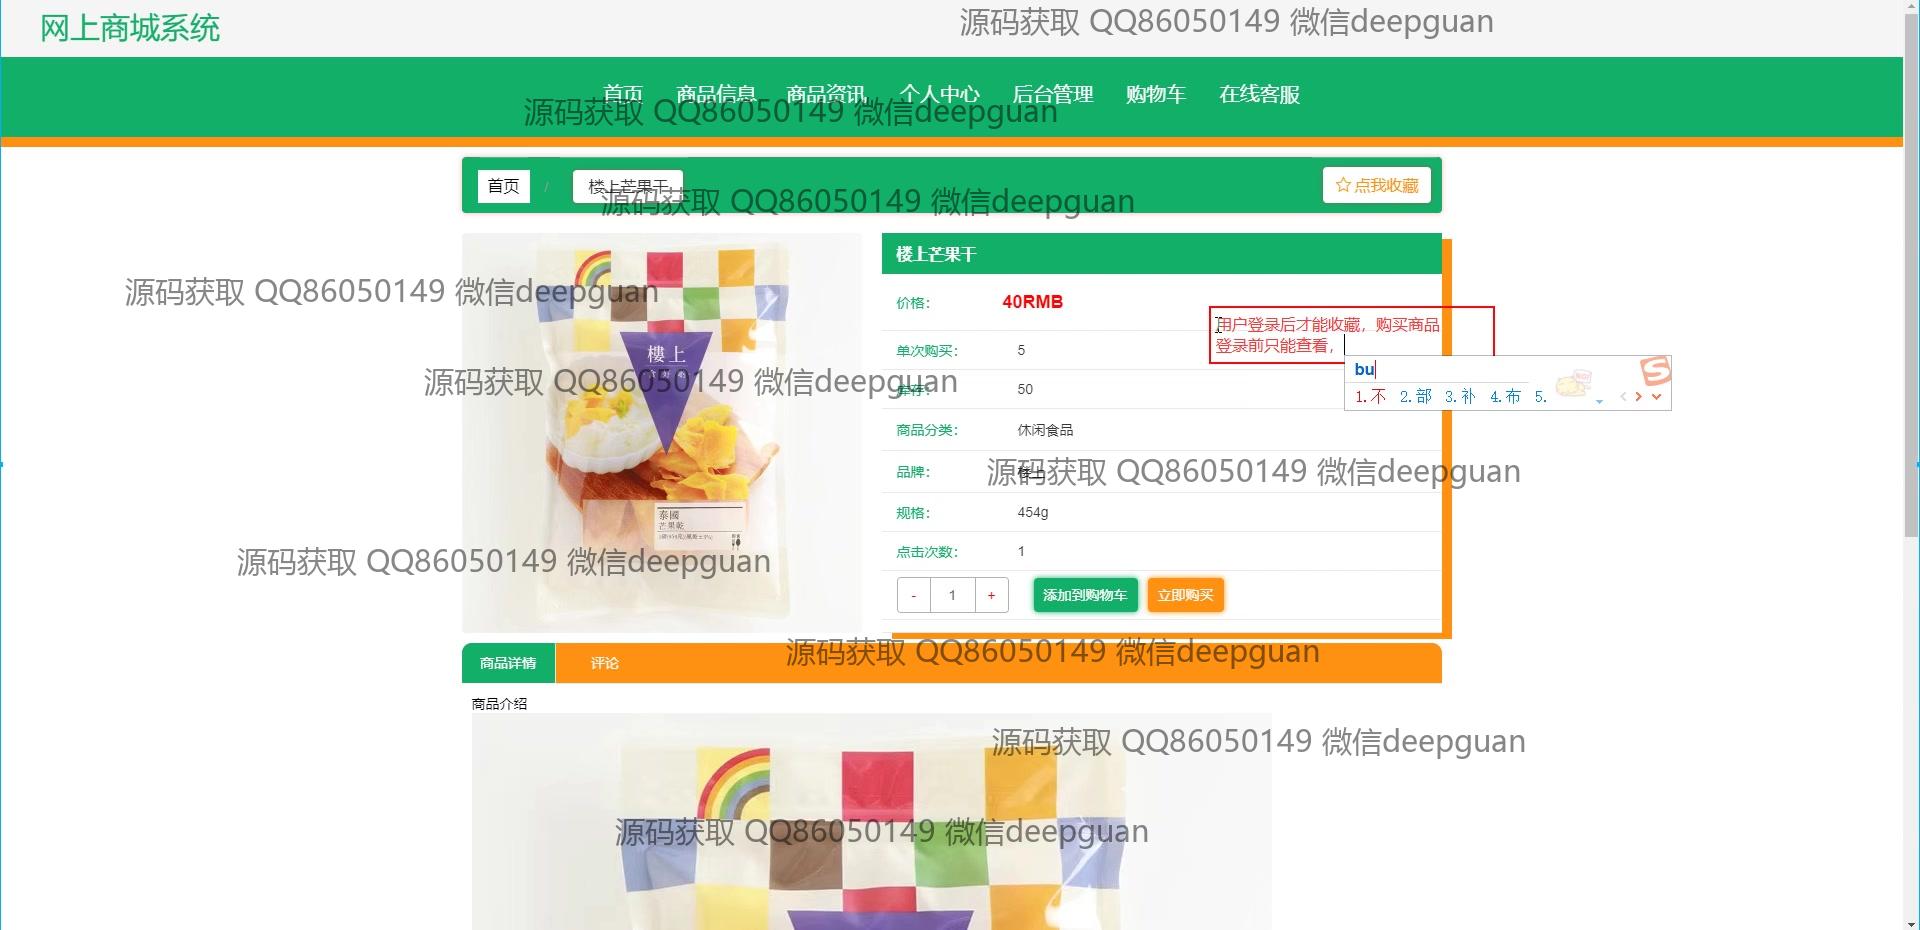 网上商城系统
源码获取 QQ86050149 微信deepguan
首页 商品信息 商品资讯 个人中心 后台管理 购物车 在线客服
源码获取 QQ86050149 微信deepguan
首页 / 楼上芒果干 点我收藏
源码获取 QQ86050149 微信deepguan
楼上芒果干
源码获取 QQ86050149 微信deepguan
价格： 40RMB
用户登录后才能收藏，购买商品
登录前只能查看，
单次购买： 5
樓上
bu
源码获取 QQ86050149 微信deepguan
库存： 50
1.不 2.部 3.补 4.布 5.
商品分类： 休闲食品
品牌： 楼上
源码获取 QQ86050149 微信deepguan
规格： 454g
泰國
芒果乾
点击次数： 1
源码获取 QQ86050149 微信deepguan
- 1 + 添加到购物车 立即购买
源码获取 QQ86050149 微信deepguan
商品详情 评论
商品介绍
源码获取 QQ86050149 微信deepguan
源码获取 QQ86050149 微信deepguan